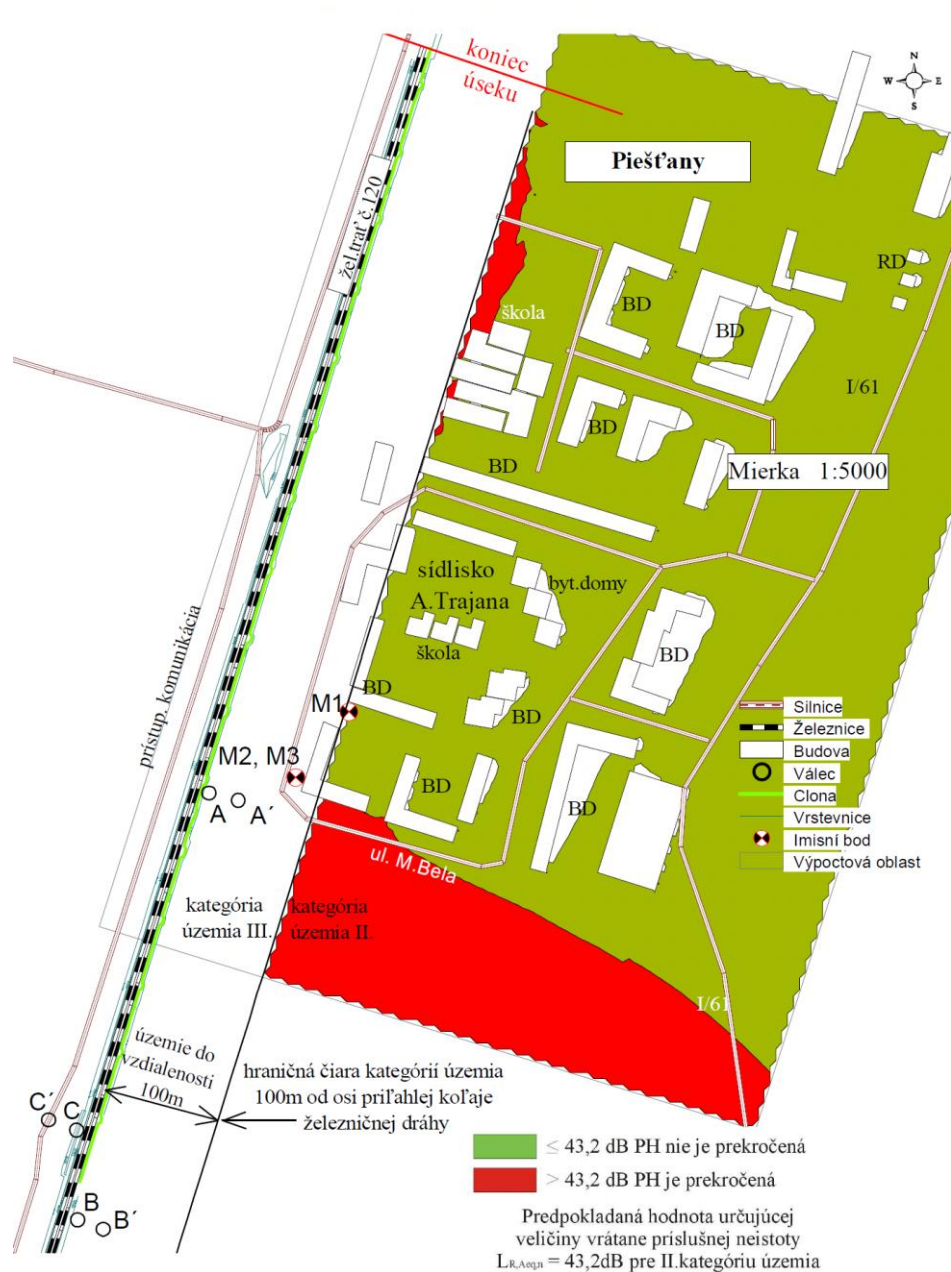 koniec
úseku
N
W E
S
Piešťany
žel.trať č.120
RD
BD
BD
škola
I/61
BD
BD
Mierka 1:5000
sídlisko
A.Trajana
byt.domy
škola
prístup. komunikácia
BD
M1
BD
BD
M2, M3
BD
BD
A
A´
ul. M.Bela
Silnice
Železnice
Budova
Válec
Clona
Vrstevnice
Imisní bod
Výpoctová oblast
kategória
území III.
kategória
územia II.
I/61
územie do
vzdialenosti
100m
hraničná čiara kategórií územia
100m od osi priľahlej koľaje
železničnej dráhy
C´
C
B
B´
≤ 43,2 dB PH nie je prekročená
> 43,2 dB PH je prekročená
Predpokladaná hodnota určujúcej
veličiny vrátane príslušnej neistoty
L R,Aeq,n = 43,2dB pre II.kategóriu územia